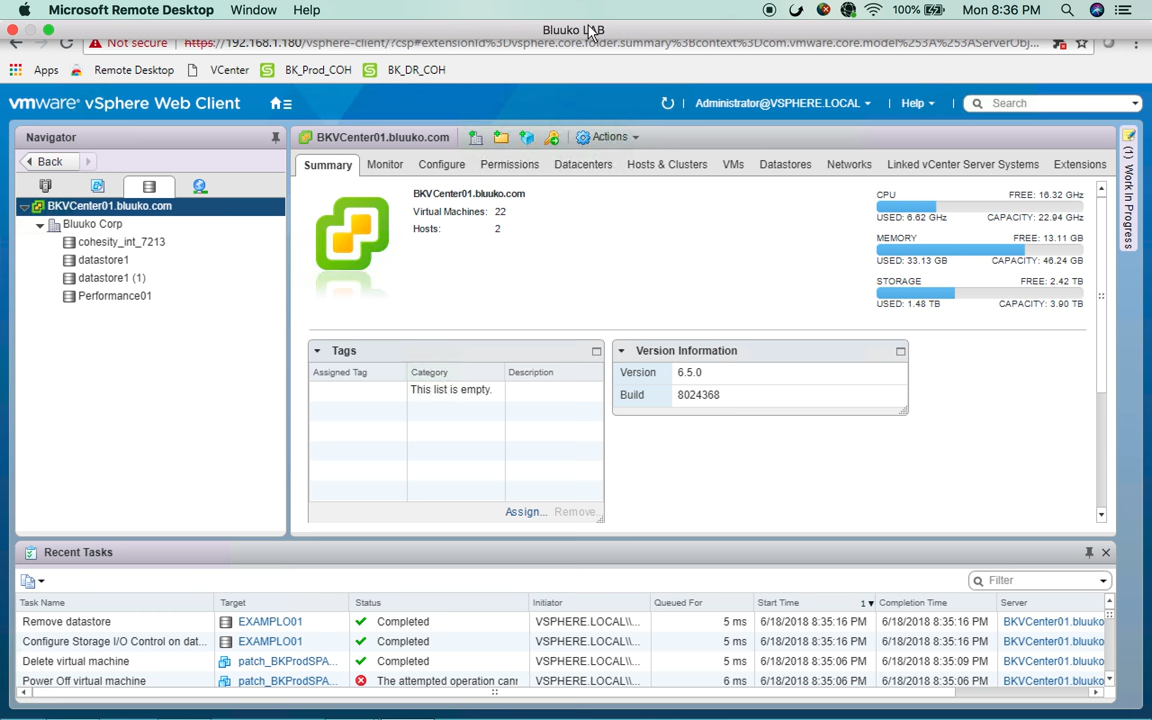 Microsoft Remote Desktop Window Help 100% Mon 8:36 PM
Bluuko LAB
Not secure https://192.168.1.180/vsphere-client/?csp#extensionId%3Dvsphere.core.folder.summary%3Bcontext%3Dcom.vmware.core.model%253A%253AServerObj...
Apps Remote Desktop VCenter BK_Prod_COH BK_DR_COH
vmware® vSphere Web Client Administrator@VSPHERE.LOCAL Help Search
Navigator
Back
BKVCenter01.bluuko.com
Bluuko Corp
cohesity_int_7213
datastore1
datastore1 (1)
Performance01
BKVCenter01.bluuko.com Actions
Summary Monitor Configure Permissions Datacenters Hosts & Clusters VMs Datastores Networks Linked vCenter Server Systems Extensions
BKVCenter01.bluuko.com
Virtual Machines: 22
Hosts: 2
CPU FREE: 16.32 GHz
USED: 6.62 GHz CAPACITY: 22.94 GHz
MEMORY FREE: 13.11 GB
USED: 33.13 GB CAPACITY: 46.24 GB
STORAGE FREE: 2.42 TB
USED: 1.48 TB CAPACITY: 3.90 TB
(1) Work In Progress
Tags
Assigned Tag Category Description
This list is empty.
Assign... Remove...
Version Information
Version 6.5.0
Build 8024368
Recent Tasks
Filter
Task Name Target Status Initiator Queued For Start Time 1 Completion Time Server
Remove datastore EXAMPLO01 Completed VSPHERE.LOCAL\\... 5 ms 6/18/2018 8:35:16 PM 6/18/2018 8:35:16 PM BKVCenter01.bluuko
Configure Storage I/O Control on dat... EXAMPLO01 Completed VSPHERE.LOCAL\\... 5 ms 6/18/2018 8:35:16 PM 6/18/2018 8:35:16 PM BKVCenter01.bluuko
Delete virtual machine patch_BKProdSPA... Completed VSPHERE.LOCAL\\... 5 ms 6/18/2018 8:35:06 PM 6/18/2018 8:35:09 PM BKVCenter01.bluuko
Power Off virtual machine patch_BKProdSPA... The attempted operation cann VSPHERE.LOCAL\\... 6 ms 6/18/2018 8:35:06 PM 6/18/2018 8:35:06 PM BKVCenter01.bluuko